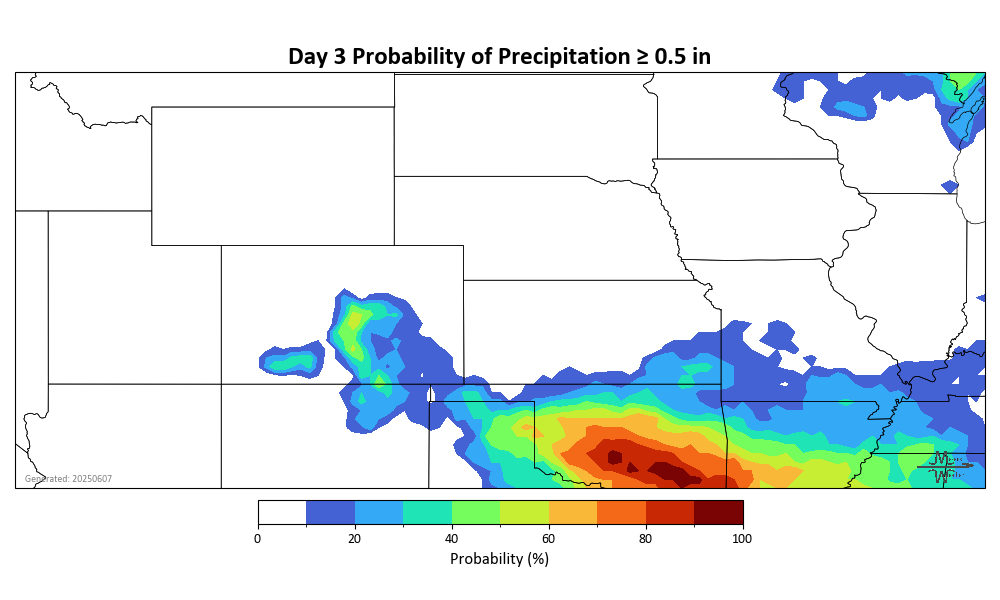 Day 3 Probability of Precipitation ≥ 0.5 in
Generated: 20250607
0 20 40 60 80 100
Probability (%)